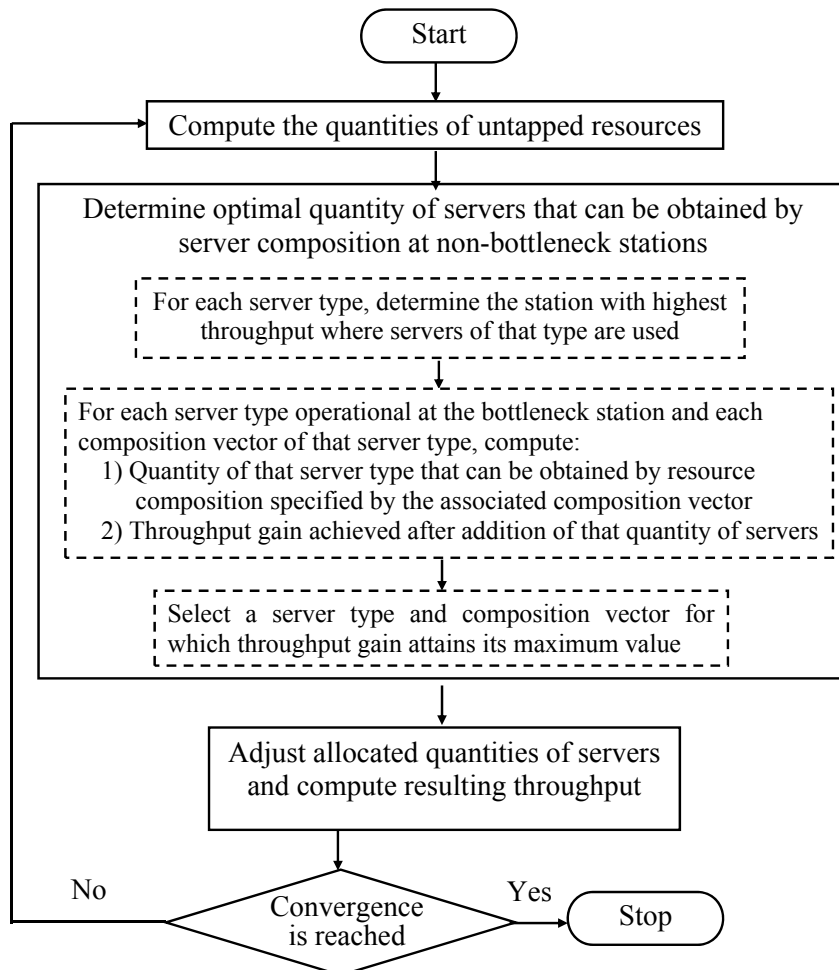 Start
Compute the quantities of untapped resources
Determine optimal quantity of servers that can be obtained by
server composition at non-bottleneck stations
For each server type, determine the station with highest
throughput where servers of that type are used
For each server type operational at the bottleneck station and each
composition vector of that server type, compute:
1) Quantity of that server type that can be obtained by resource
composition specified by the associated composition vector
2) Throughput gain achieved after addition of that quantity of servers
Select a server type and composition vector for
which throughput gain attains its maximum value
Adjust allocated quantities of servers
and compute resulting throughput
No
Yes
Convergence
is reached
Stop